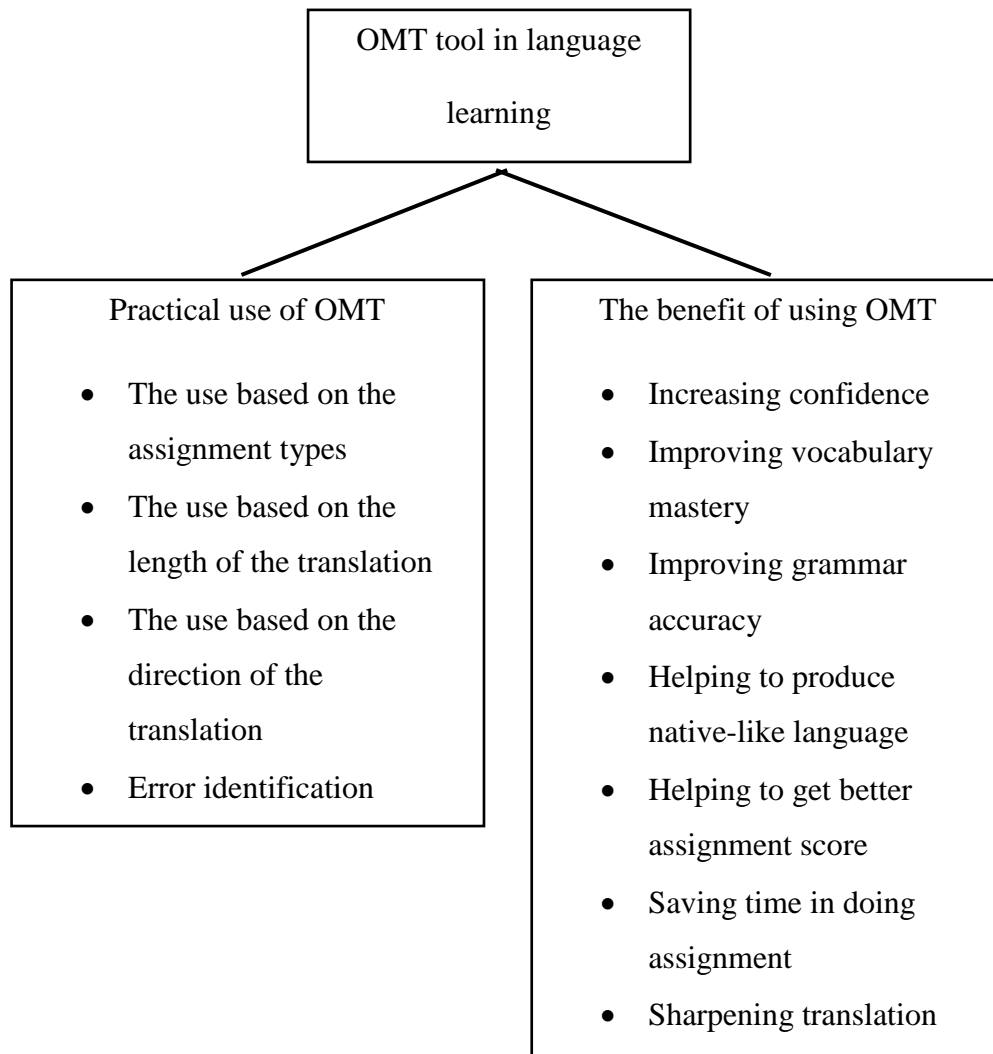 OMT tool in language
learning
Practical use of OMT
• The use based on the
assignment types
• The use based on the
length of the translation
• The use based on the
direction of the
translation
• Error identification
The benefit of using OMT
• Increasing confidence
• Improving vocabulary
mastery
• Improving grammar
accuracy
• Helping to produce
native-like language
• Helping to get better
assignment score
• Saving time in doing
assignment
• Sharpening translation